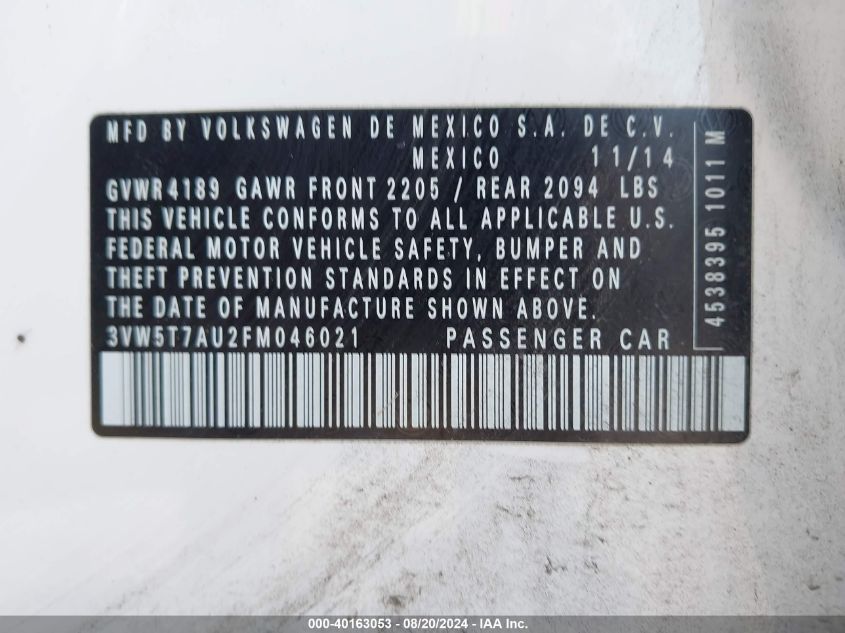 MFD BY VOLKSWAGEN DE MEXICO S.A. DE C.V.
MEXICO 11/14
GVWR 4189 GAWR FRONT 2205 / REAR 2094 LBS
THIS VEHICLE CONFORMS TO ALL APPLICABLE U.S.
FEDERAL MOTOR VEHICLE SAFETY, BUMPER AND
THEFT PREVENTION STANDARDS IN EFFECT ON
THE DATE OF MANUFACTURE SHOWN ABOVE.
3VW5T7AU2FM046021 PASSENGER CAR
4538395 1011 M
000-40163053 - 08/20/2024 - IAA Inc.